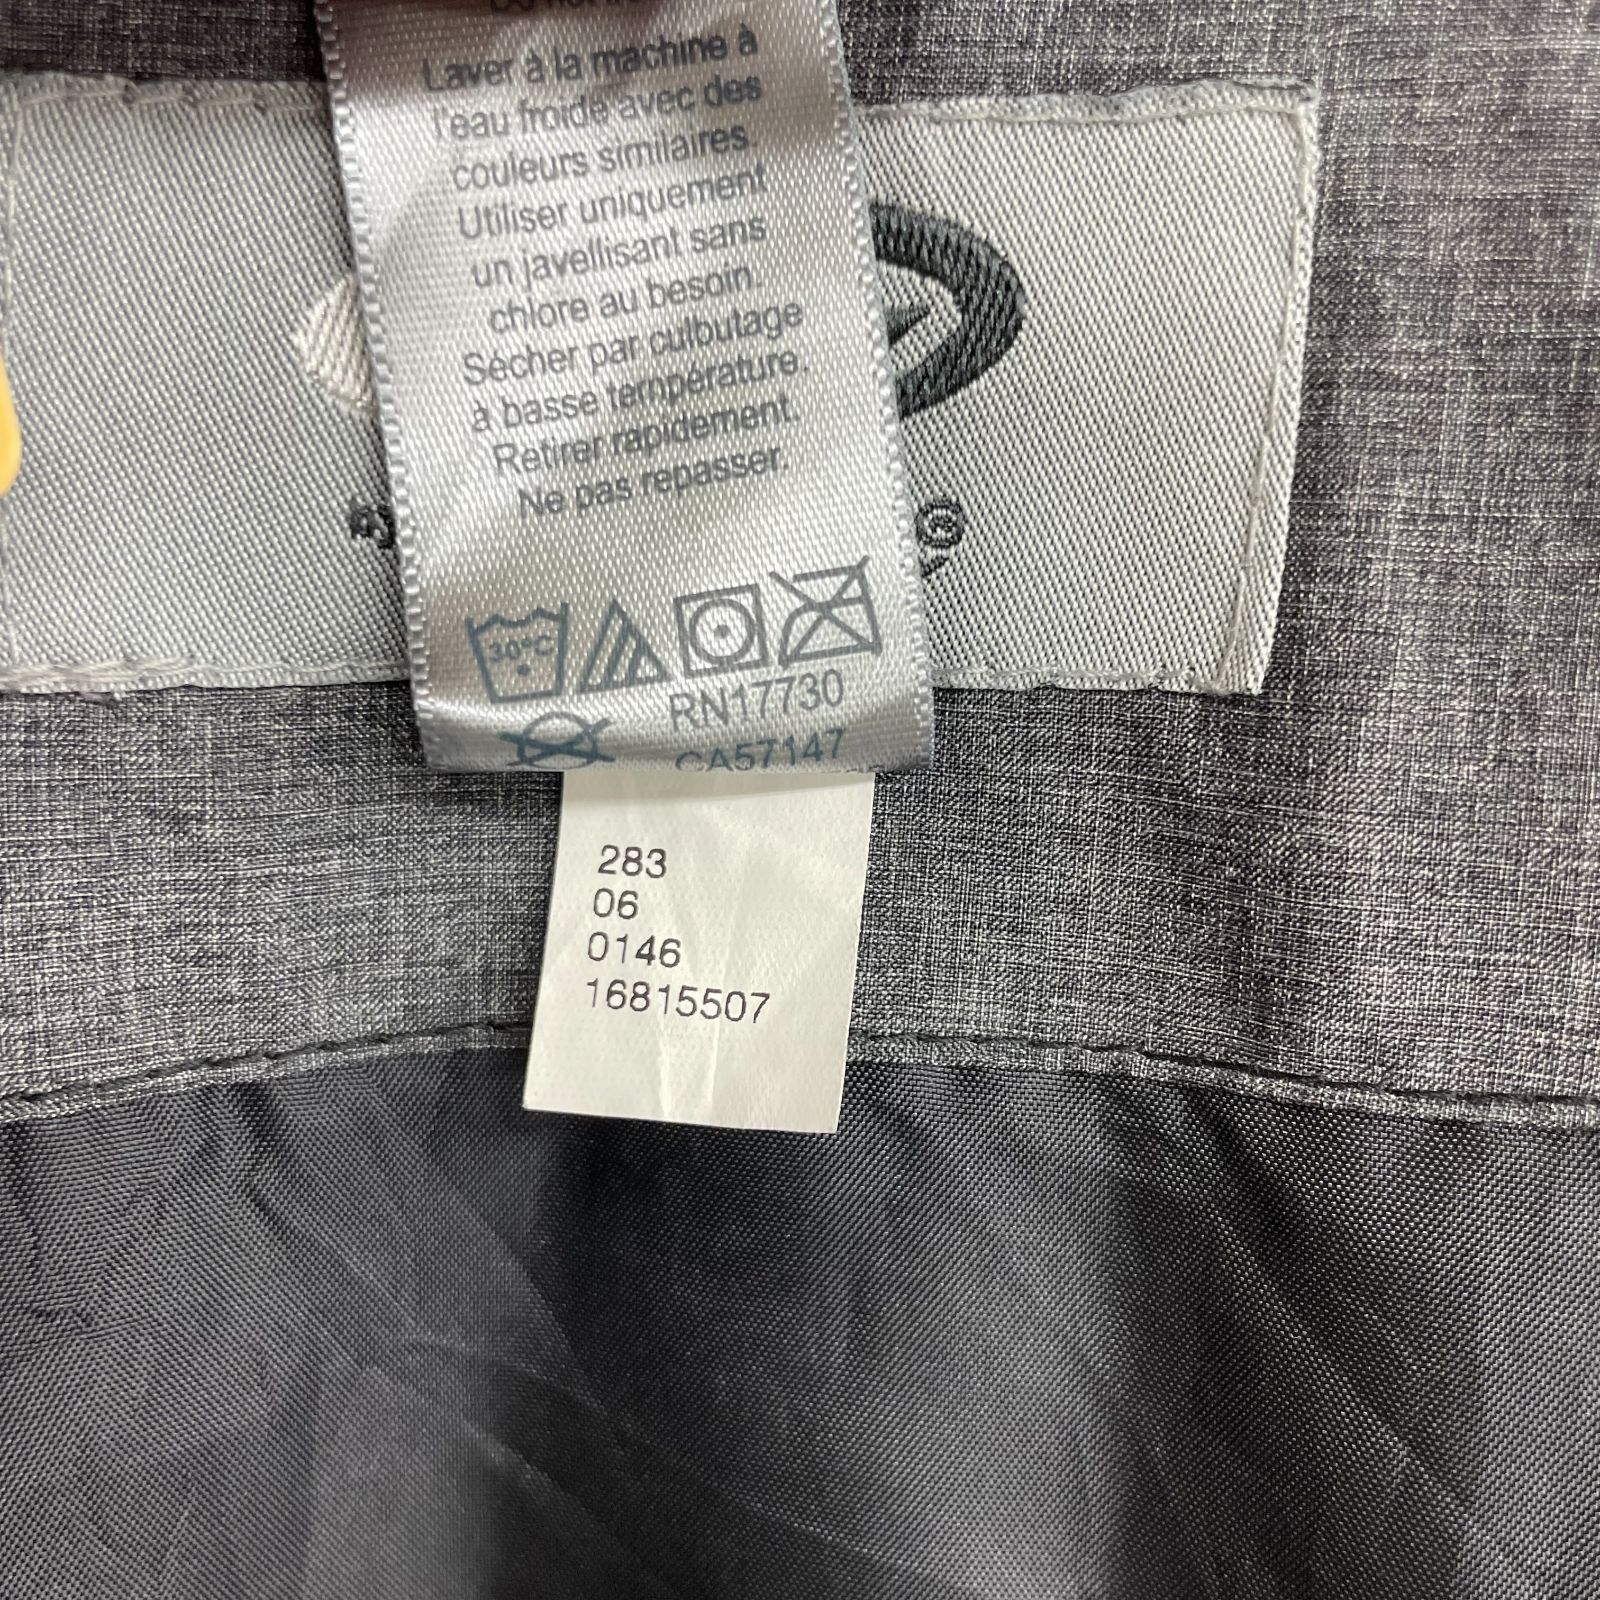 Laver à la machine à
l'eau froide avec des
couleurs similaires.
Utiliser uniquement
un javellisant sans
chlore au besoin.
Sécher par culbutage
à basse température.
Retirer rapidement.
Ne pas repasser.
30°C
RN17730
CA57147
®
283
06
0146
16815507